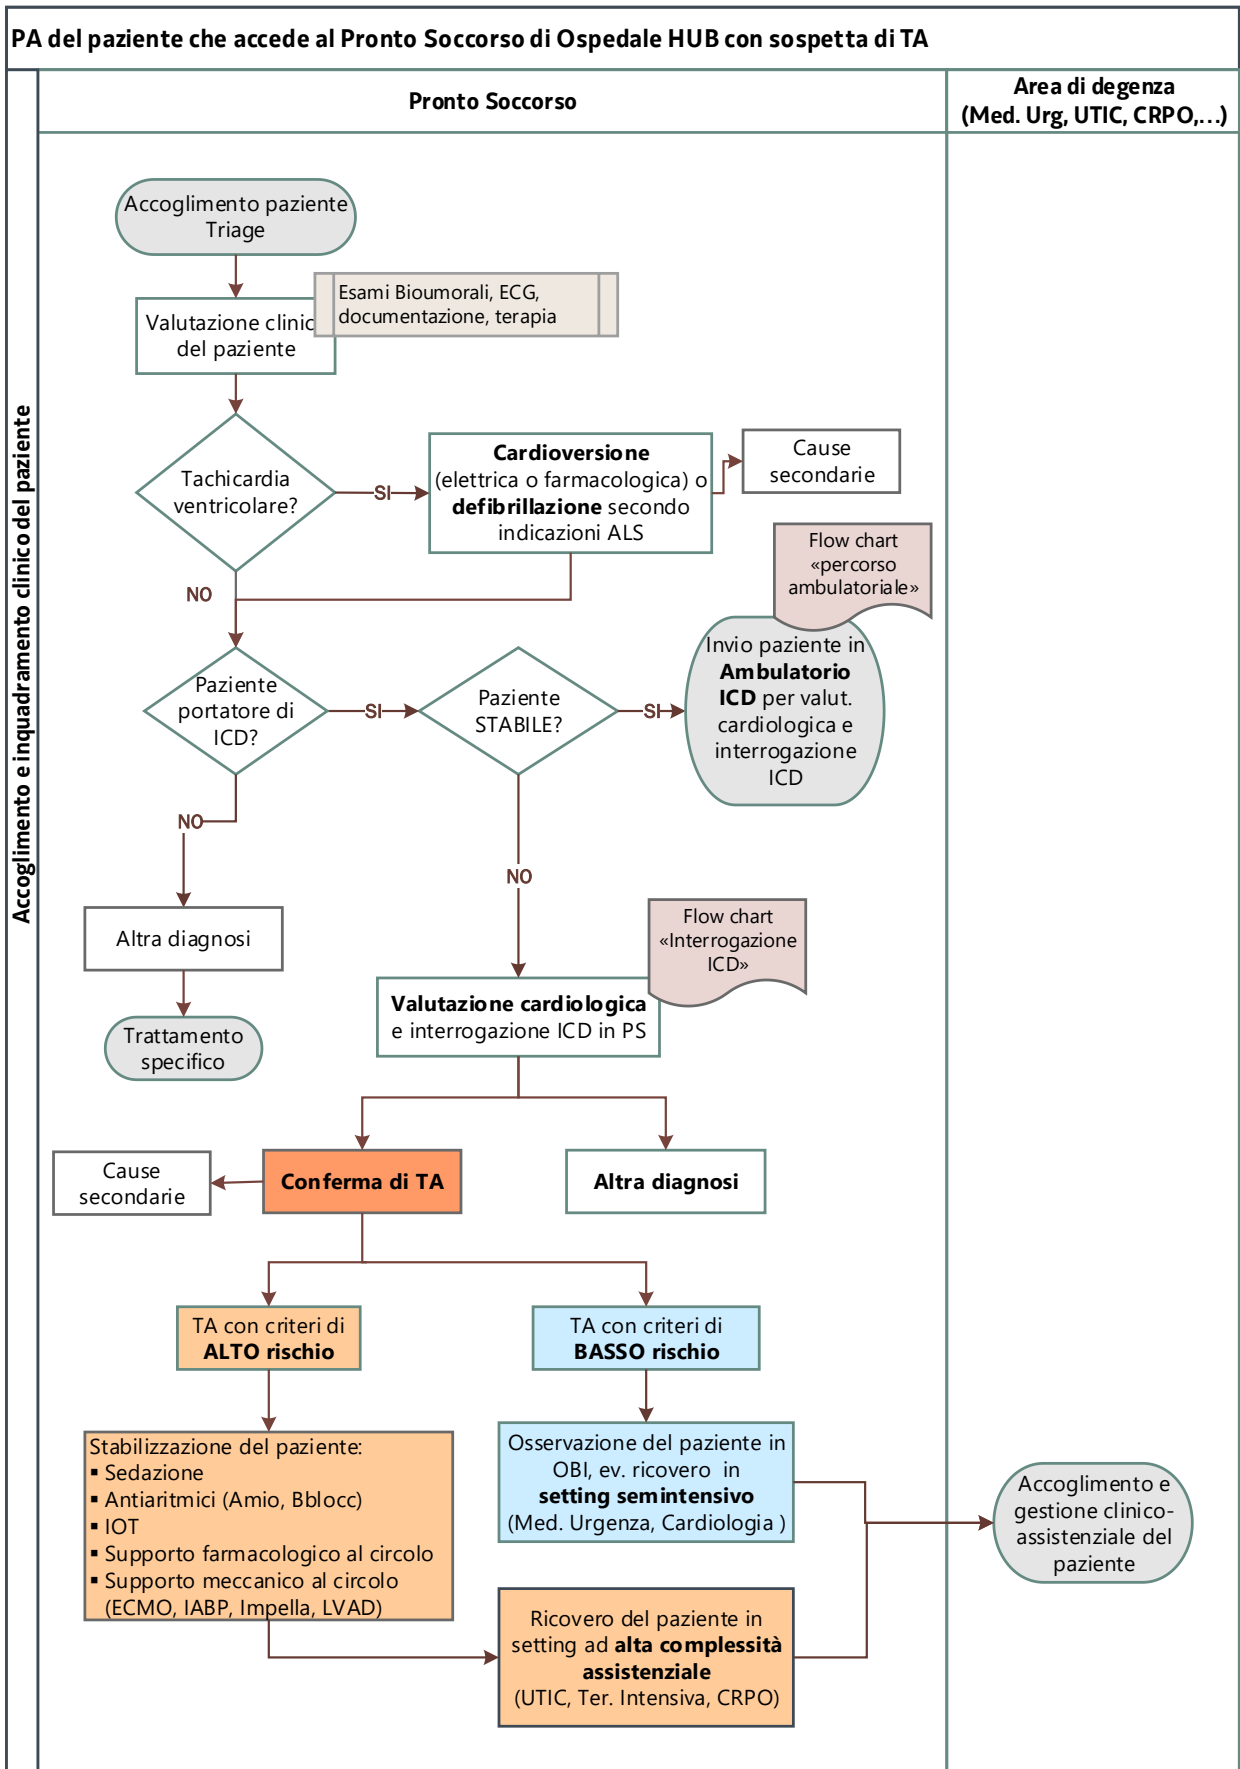 PA del paziente che accede al Pronto Soccorso di Ospedale HUB con sospetta di TA
Pronto Soccorso
Area di degenza
(Med. Urg, UTIC, CRPO,...)
Accoglimento e inquadramento clinico del paziente
Accoglimento paziente
Triage
Esami Bioumorali, ECG,
documentazione, terapia
Valutazione clinic
del paziente
Tachicardia
ventricolare?
SI
Cardioversione
(elettrica o farmacologica) o
defibrillazione secondo
indicazioni ALS
Cause
secondarie
NO
Flow chart
«percorso
ambulatoriale»
Paziente
portatore di
ICD?
SI
Paziente
STABILE?
SI
Invio paziente in
Ambulatorio
ICD per valut.
cardiologica e
interrogazione
ICD
NO
NO
Altra diagnosi
Trattamento
specifico
Flow chart
«Interrogazione
ICD»
Valutazione cardiologica
e interrogazione ICD in PS
Cause
secondarie
Conferma di TA
Altra diagnosi
TA con criteri di
ALTO rischio
TA con criteri di
BASSO rischio
Stabilizzazione del paziente:
▪ Sedazione
▪ Antiaritmici (Amio, Bblocc)
▪ IOT
▪ Supporto farmacologico al circolo
▪ Supporto meccanico al circolo
(ECMO, IABP, Impella, LVAD)
Osservazione del paziente in
OBI, ev. ricovero in
setting semintensivo
(Med. Urgenza, Cardiologia )
Accoglimento e
gestione clinico-
assistenziale del
paziente
Ricovero del paziente in
setting ad alta complessità
assistenziale
(UTIC, Ter. Intensiva, CRPO)